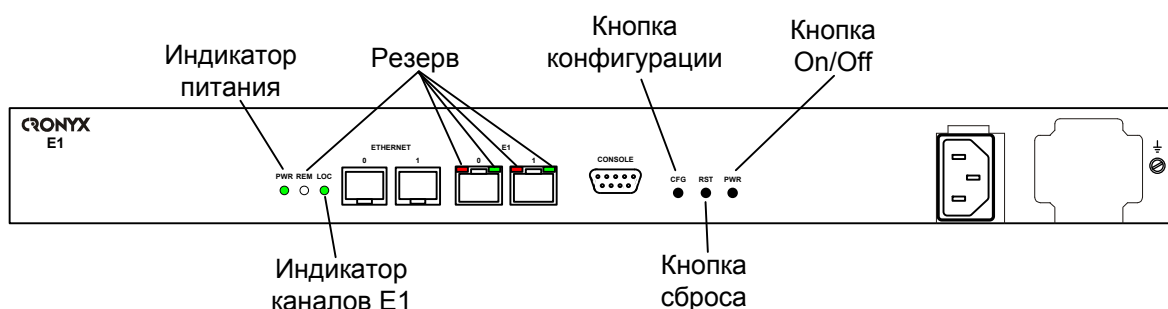 Индикатор
питания
Резерв
Кнопка
конфигурации
Кнопка
On/Off
CRONYX
E1
PWR REM LOC
ETHERNET
0 1
E1
0 1
CONSOLE
CFG RST PWR
Индикатор
каналов E1
Кнопка
сброса